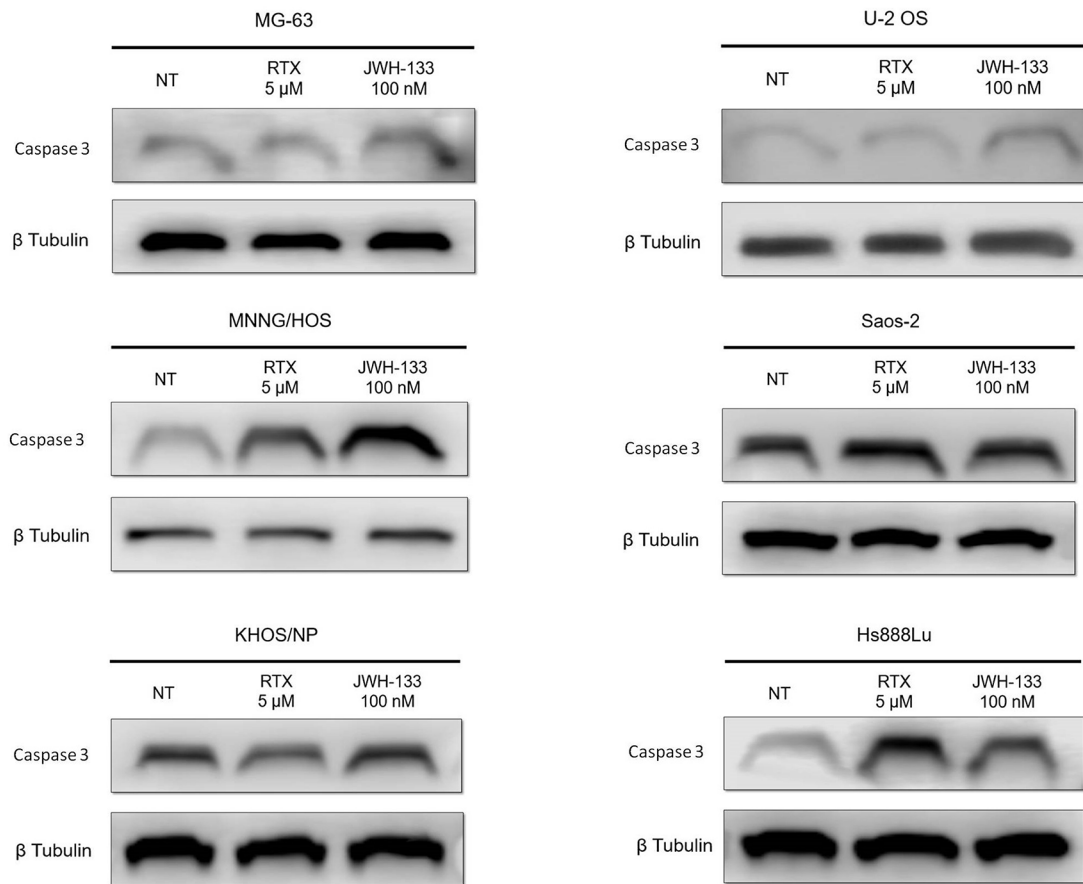 MG-63
NT
RTX
5 µM
JWH-133
100 nM
Caspase 3
β Tubulin
U-2 OS
NT
RTX
5 µM
JWH-133
100 nM
Caspase 3
β Tubulin
MNNG/HOS
NT
RTX
5 µM
JWH-133
100 nM
Caspase 3
β Tubulin
Saos-2
NT
RTX
5 µM
JWH-133
100 nM
Caspase 3
β Tubulin
KHOS/NP
NT
RTX
5 µM
JWH-133
100 nM
Caspase 3
β Tubulin
Hs888Lu
NT
RTX
5 µM
JWH-133
100 nM
Caspase 3
β Tubulin